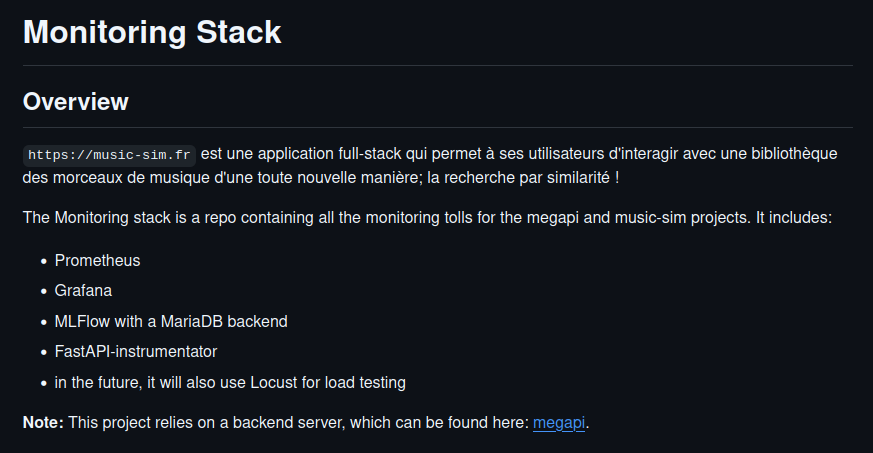 Monitoring Stack
Overview
https://music-sim.fr est une application full-stack qui permet à ses utilisateurs d'interagir avec une bibliothèque
des morceaux de musique d'une toute nouvelle manière; la recherche par similarité !
The Monitoring stack is a repo containing all the monitoring tolls for the megapi and music-sim projects. It includes:
• Prometheus
• Grafana
• MLFlow with a MariaDB backend
• FastAPI-instrumentator
• in the future, it will also use Locust for load testing
Note: This project relies on a backend server, which can be found here: megapi.